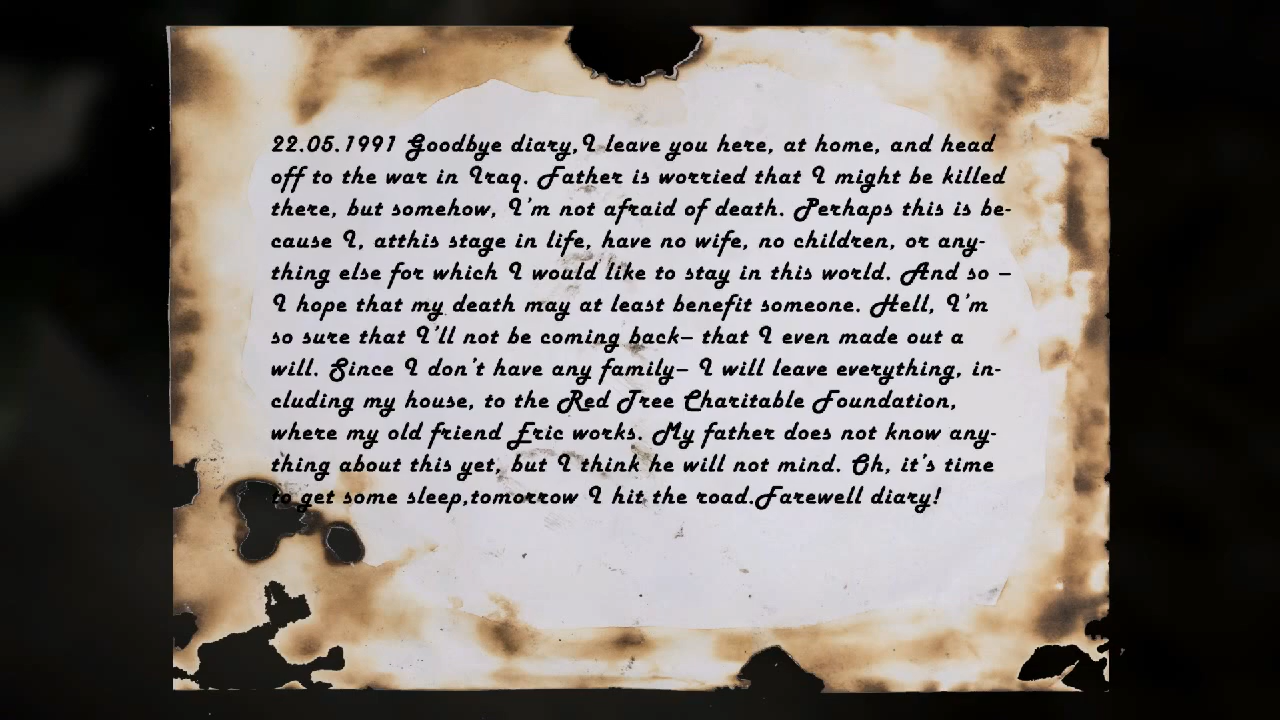 22.05.1991 Goodbye diary,I leave you here, at home, and head
off to the war in Iraq. Father is worried that I might be killed
there, but somehow, I'm not afraid of death. Perhaps this is be-
cause I, atthis stage in life, have no wife, no children, or any-
thing else for which I would like to stay in this world. And so –
I hope that my death may at least benefit someone. Hell, I'm
so sure that I'll not be coming back– that I even made out a
will. Since I don't have any family– I will leave everything, in-
cluding my house, to the Red Tree Charitable Foundation,
where my old friend Eric works. My father does not know any-
thing about this yet, but I think he will not mind. Oh, it's time
to get some sleep,tomorrow I hit the road.Farewell diary!